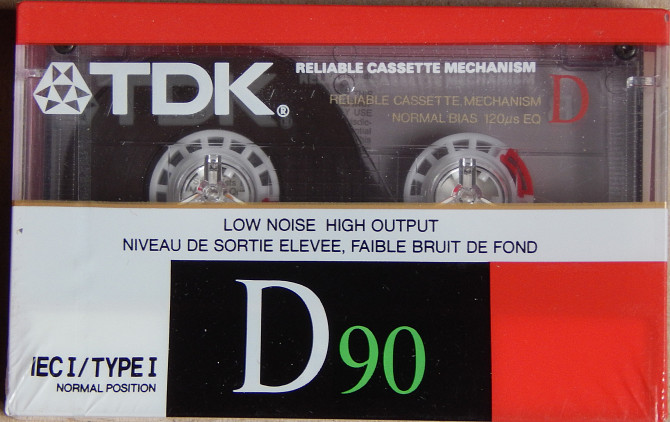 TDK®
RELIABLE CASSETTE MECHANISM
RELIABLE CASSETTE MECHANISM
NORMAL BIAS 120µs EQ
D
LOW NOISE HIGH OUTPUT
NIVEAU DE SORTIE ELEVEE, FAIBLE BRUIT DE FOND
IEC I/TYPE I
NORMAL POSITION
D90